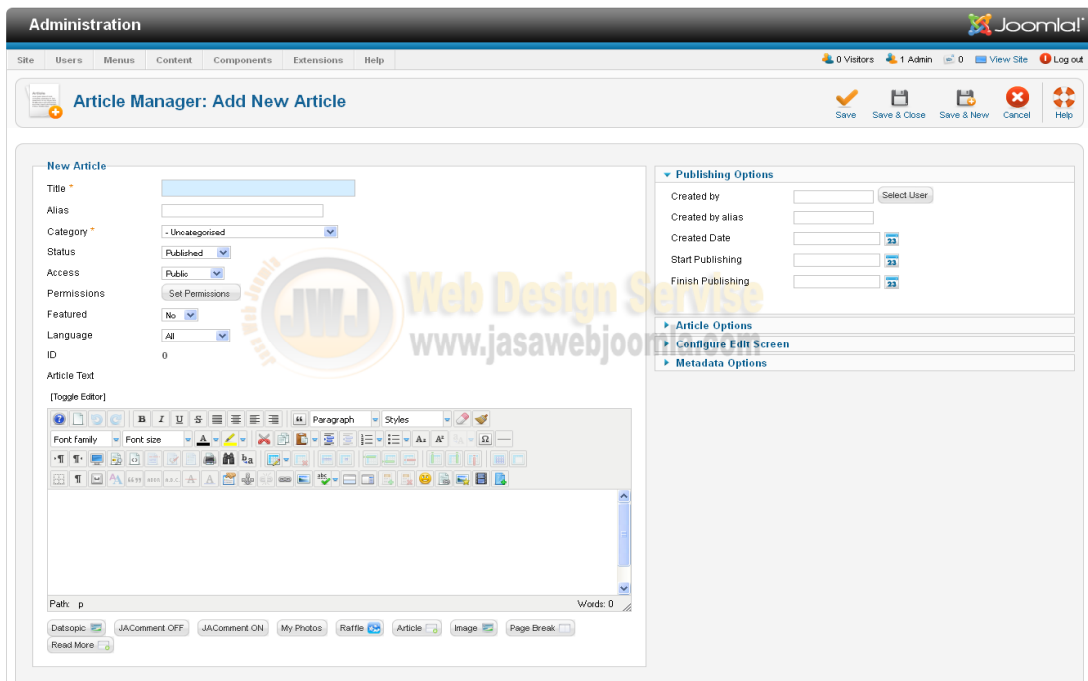 Administration
Joomla!
Site Users Menus Content Components Extensions Help
0 Visitors 1 Admin 0 View Site Log out
Article Manager: Add New Article
Save Save & Close Save & New Cancel Help
New Article
Title *
Alias
Category * - Uncategorised
Status Published
Access Public
Permissions Set Permissions
Featured No
Language All
ID 0
Article Text
[Toggle Editor]
Paragraph Styles
Font family Font size
Path: p Words: 0
Datsopic JAComment OFF JAComment ON My Photos Raffle Article Image Page Break
Read More
Publishing Options
Created by Select User
Created by alias
Created Date 23
Start Publishing 23
Finish Publishing 23
Article Options
Configure Edit Screen
Metadata Options
JWJ
Web Design Servise
www.jasawebjoomla.com